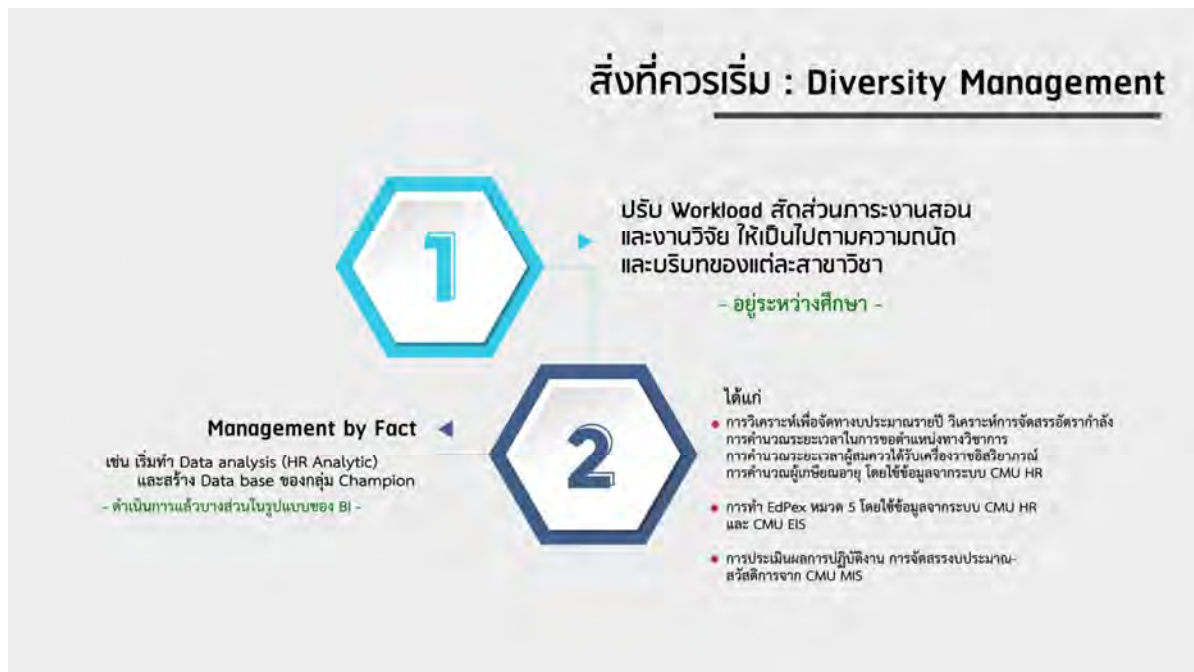 สิ่งที่ควรเริ่ม : Diversity Management
1
ปรับ Workload สัดส่วนภาระงานสอน
และงานวิจัย ให้เป็นไปตามความถนัด
และบริบทของแต่ละสาขาวิชา
- อยู่ระหว่างศึกษา -
Management by Fact
เช่น เริ่มทำ Data analysis (HR Analytic)
และสร้าง Data base ของกลุ่ม Champion
- ดำเนินการแล้วบางส่วนในรูปแบบของ BI -
2
ได้แก่
• การวิเคราะห์เพื่อจัดทางบประมาณรายปี วิเคราะห์การจัดสรรอัตรากำลัง
การคำนวณระยะเวลาในการขอตำแหน่งทางวิชาการ
การคำนวณระยะเวลาผู้สมควรได้รับเครื่องราชอิสริยาภรณ์
การคำนวณผู้เกษียณอายุ โดยใช้ข้อมูลจากระบบ CMU HR
• การทำ EdPex หมวด 5 โดยใช้ข้อมูลจากระบบ CMU HR
และ CMU EIS
• การประเมินผลการปฏิบัติงาน การจัดสรรงบประมาณ-
สวัสดิการจาก CMU MIS